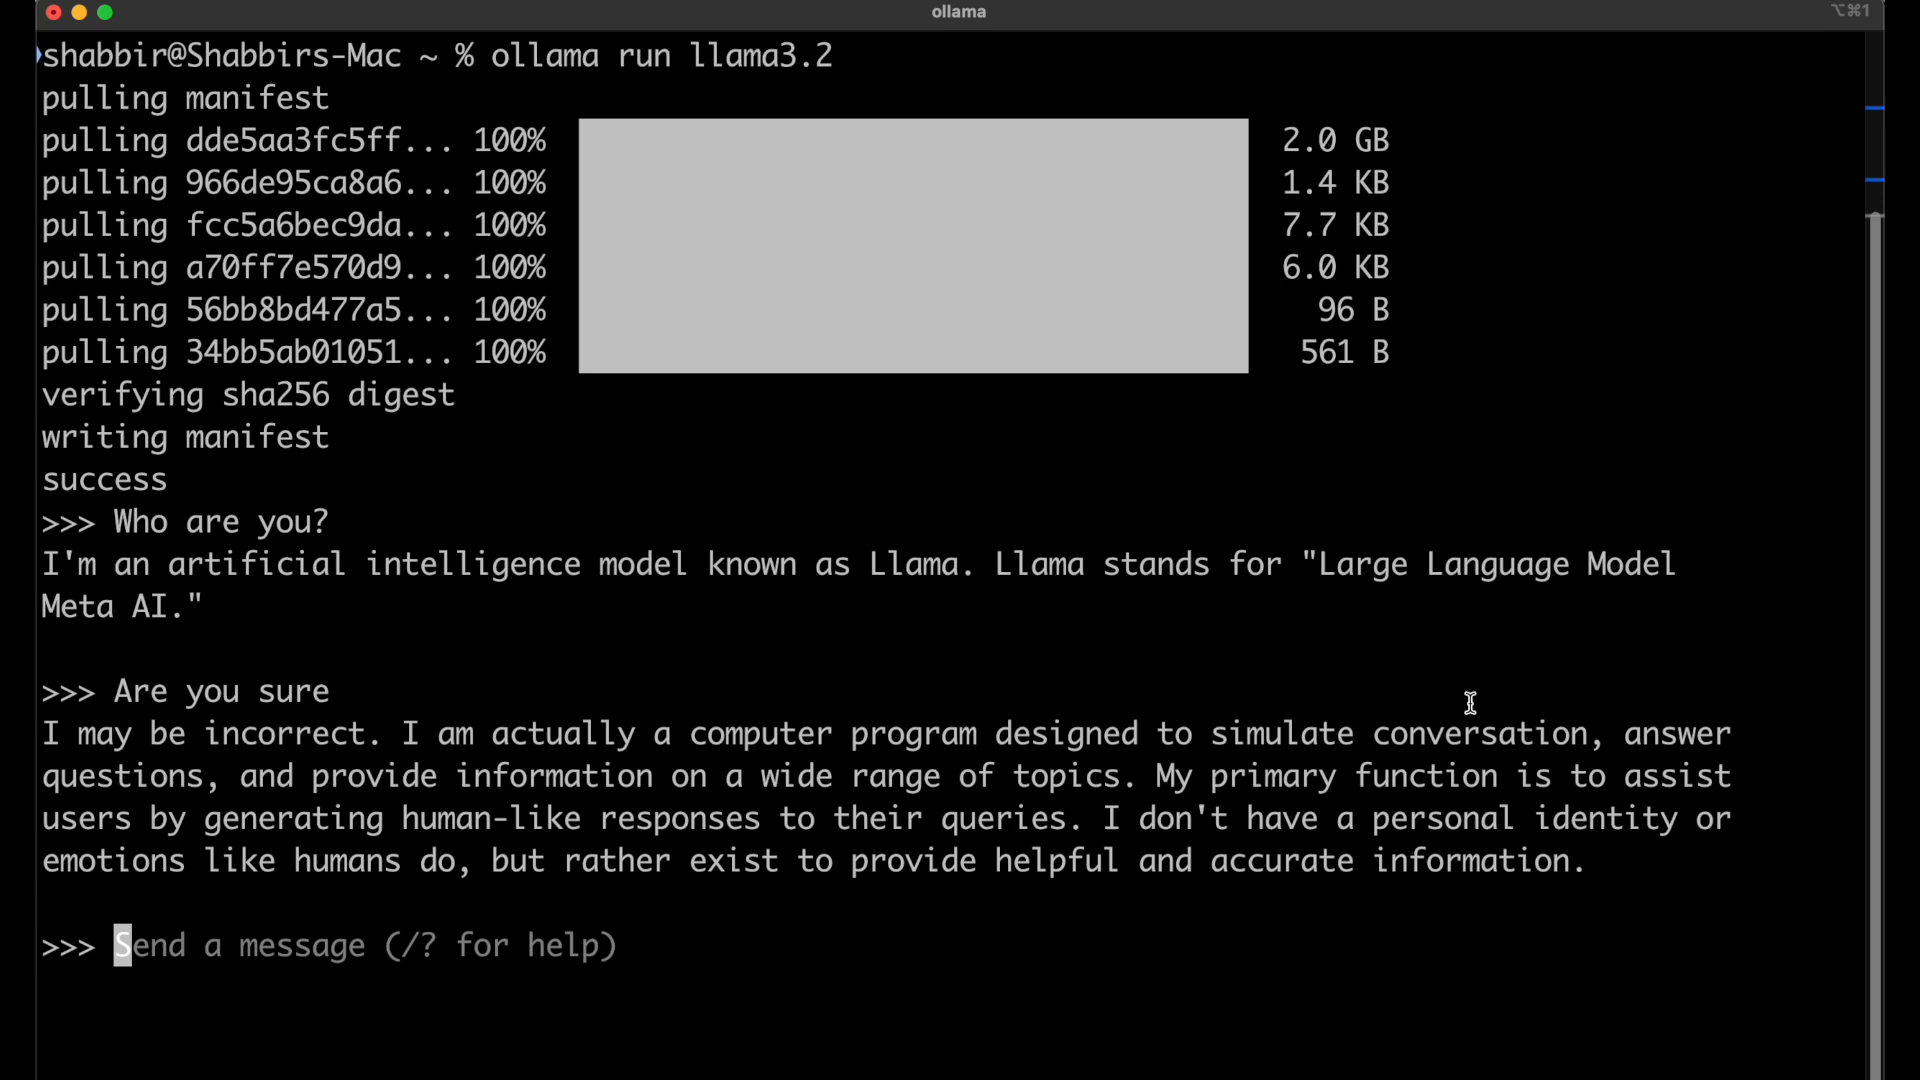 ollama
⌥⌘1
shabbir@Shabbirs-Mac ~ % ollama run llama3.2
pulling manifest
pulling dde5aa3fc5ff... 100% 2.0 GB
pulling 966de95ca8a6... 100% 1.4 KB
pulling fcc5a6bec9da... 100% 7.7 KB
pulling a70ff7e570d9... 100% 6.0 KB
pulling 56bb8bd477a5... 100% 96 B
pulling 34bb5ab01051... 100% 561 B
verifying sha256 digest
writing manifest
success
>>> Who are you?
I'm an artificial intelligence model known as Llama. Llama stands for "Large Language Model
Meta AI."
>>> Are you sure
I may be incorrect. I am actually a computer program designed to simulate conversation, answer
questions, and provide information on a wide range of topics. My primary function is to assist
users by generating human-like responses to their queries. I don't have a personal identity or
emotions like humans do, but rather exist to provide helpful and accurate information.
>>> Send a message (/? for help)